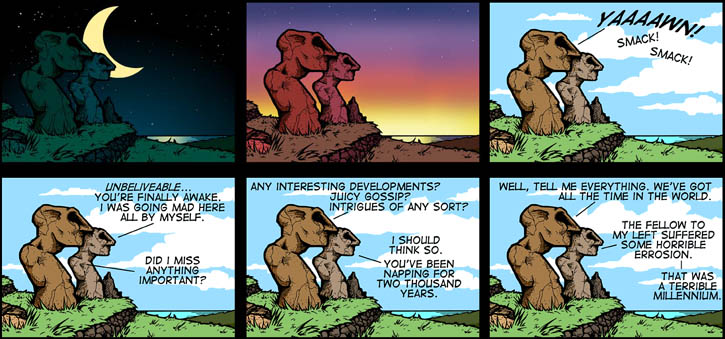 YAAAAWN!
SMACK!
SMACK!
UNBELIVEABLE...
YOU'RE FINALLY AWAKE.
I WAS GOING MAD HERE
ALL BY MYSELF.
DID I MISS
ANYTHING
IMPORTANT?
ANY INTERESTING DEVELOPMENTS?
JUICY GOSSIP?
INTRIGUES OF ANY SORT?
I SHOULD
THINK SO.
YOU'VE BEEN
NAPPING FOR
TWO THOUSAND
YEARS.
WELL, TELL ME EVERYTHING. WE'VE GOT
ALL THE TIME IN THE WORLD.
THE FELLOW TO
MY LEFT SUFFERED
SOME HORRIBLE
ERROSION.
THAT WAS
A TERRIBLE
MILLENNIUM.